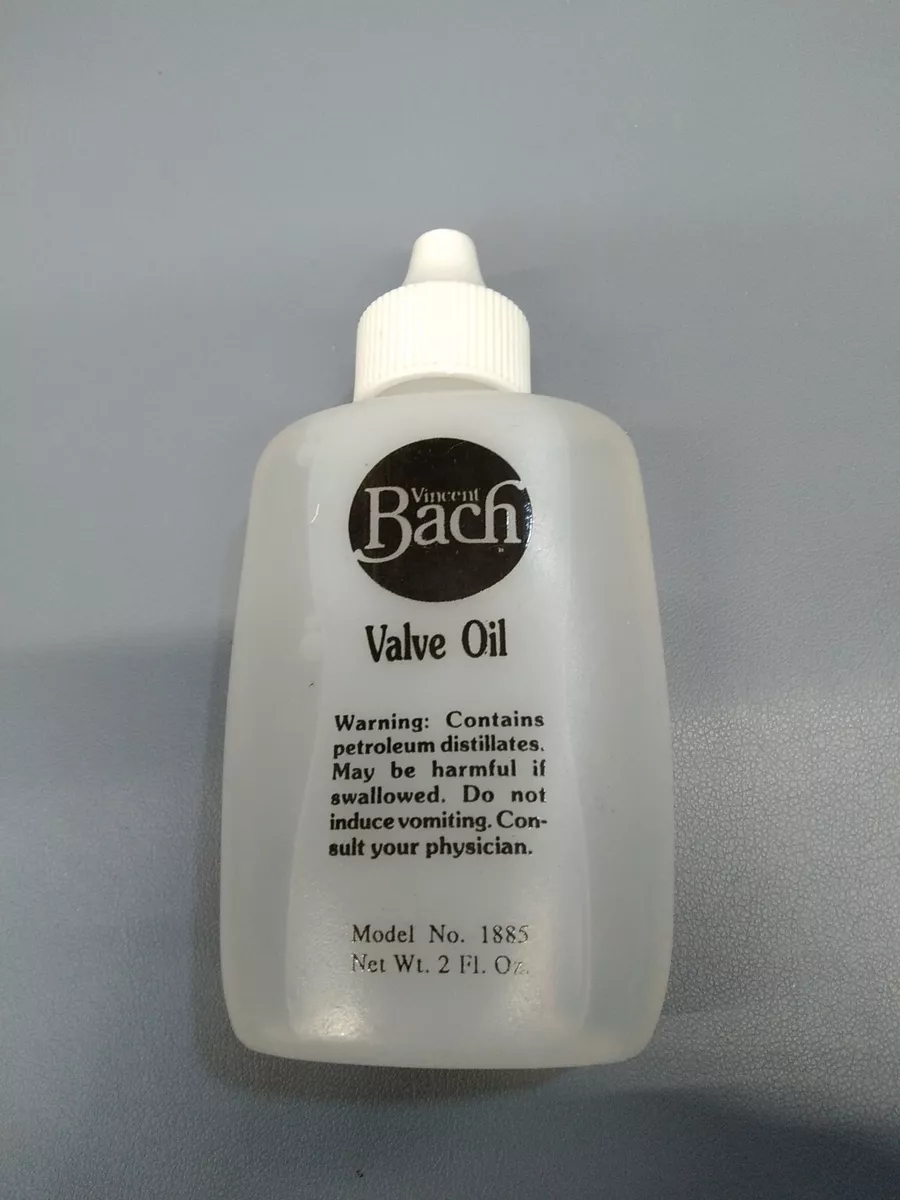 Vincent
Bach
Valve Oil
Warning: Contains
petroleum distillates.
May be harmful if
swallowed. Do not
induce vomiting. Con-
sult your physician.
Model No. 1885
Net Wt. 2 Fl. Oz.